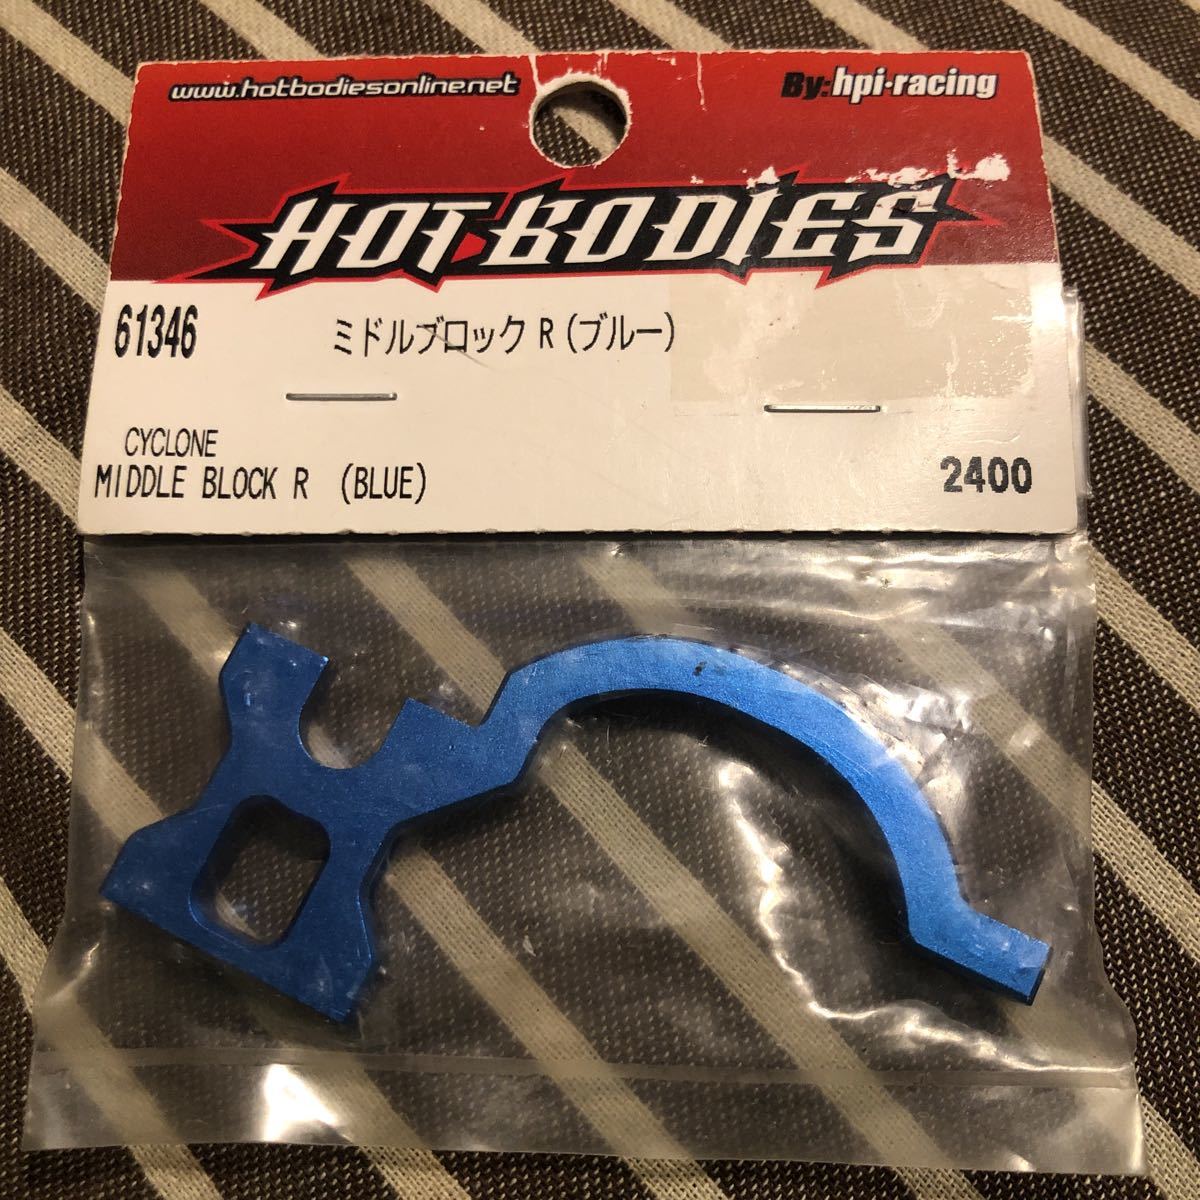 www.hotbodiesonline.net By:hpi·racing
HOT BODIES
61346 ミドルブロック R (ブルー)
CYCLONE
MIDDLE BLOCK R (BLUE) 2400